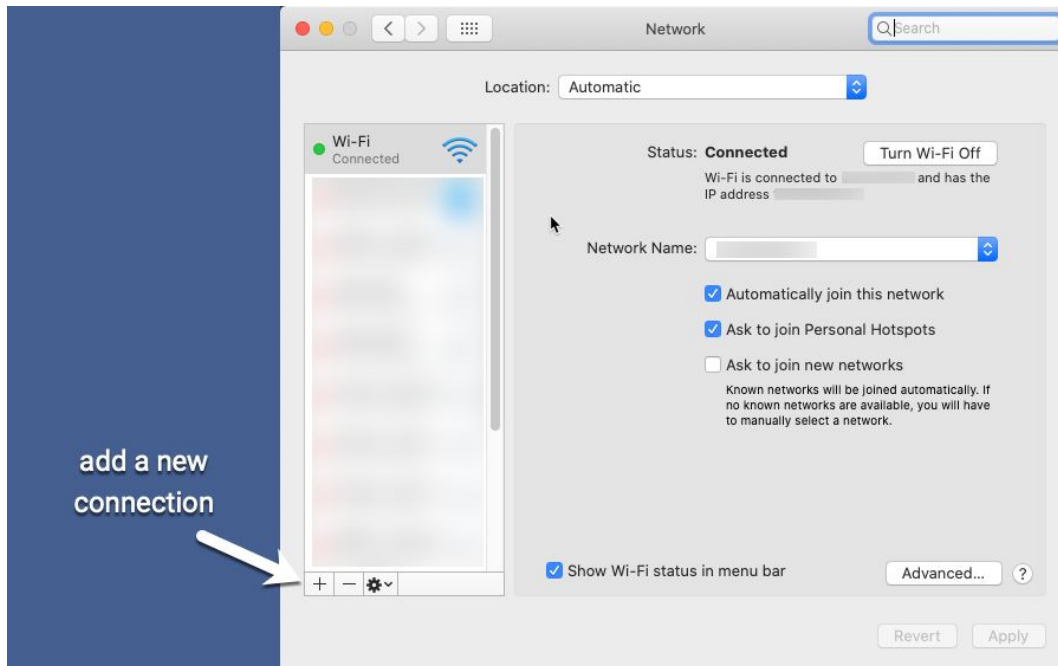 Network
Search
Location: Automatic
Wi-Fi
Connected
Status: Connected
Turn Wi-Fi Off
Wi-Fi is connected to and has the
IP address
Network Name:
Automatically join this network
Ask to join Personal Hotspots
Ask to join new networks
Known networks will be joined automatically. If
no known networks are available, you will have
to manually select a network.
add a new
connection
Show Wi-Fi status in menu bar
Advanced...
?
Revert
Apply